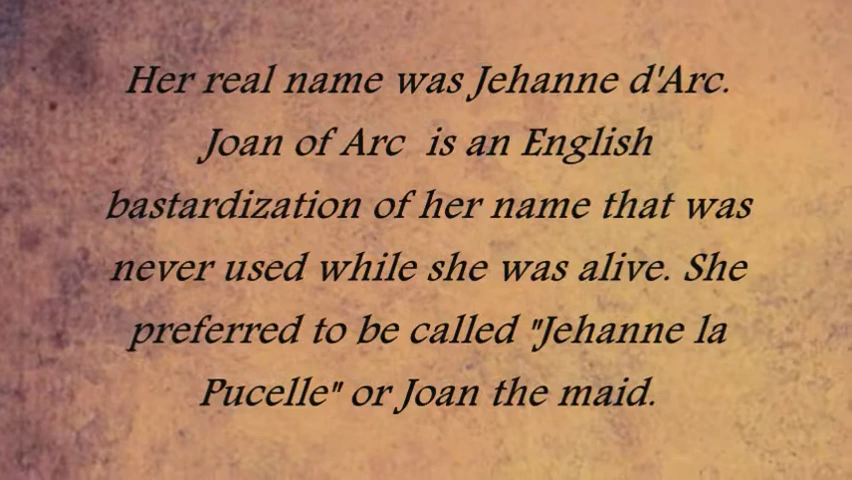 Her real name was Jehanne d'Arc.
Joan of Arc is an English
bastardization of her name that was
never used while she was alive. She
preferred to be called "Jehanne la
Pucelle" or Joan the maid.